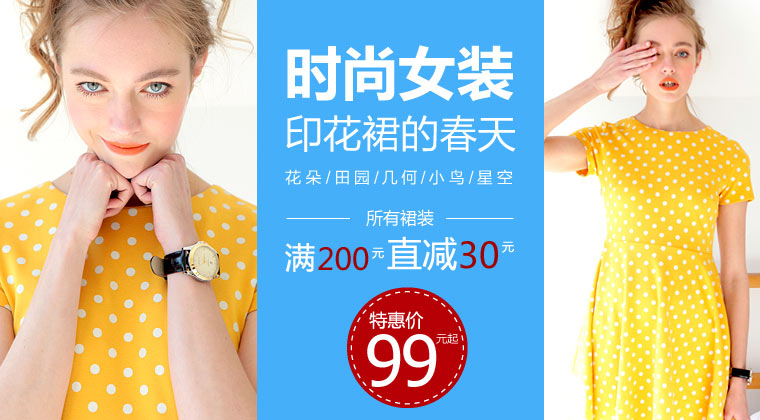 时尚女装
印花裙的春天
花朵/田园/几何/小鸟/星空
所有裙装
满200元直减30元
特惠价
99元起